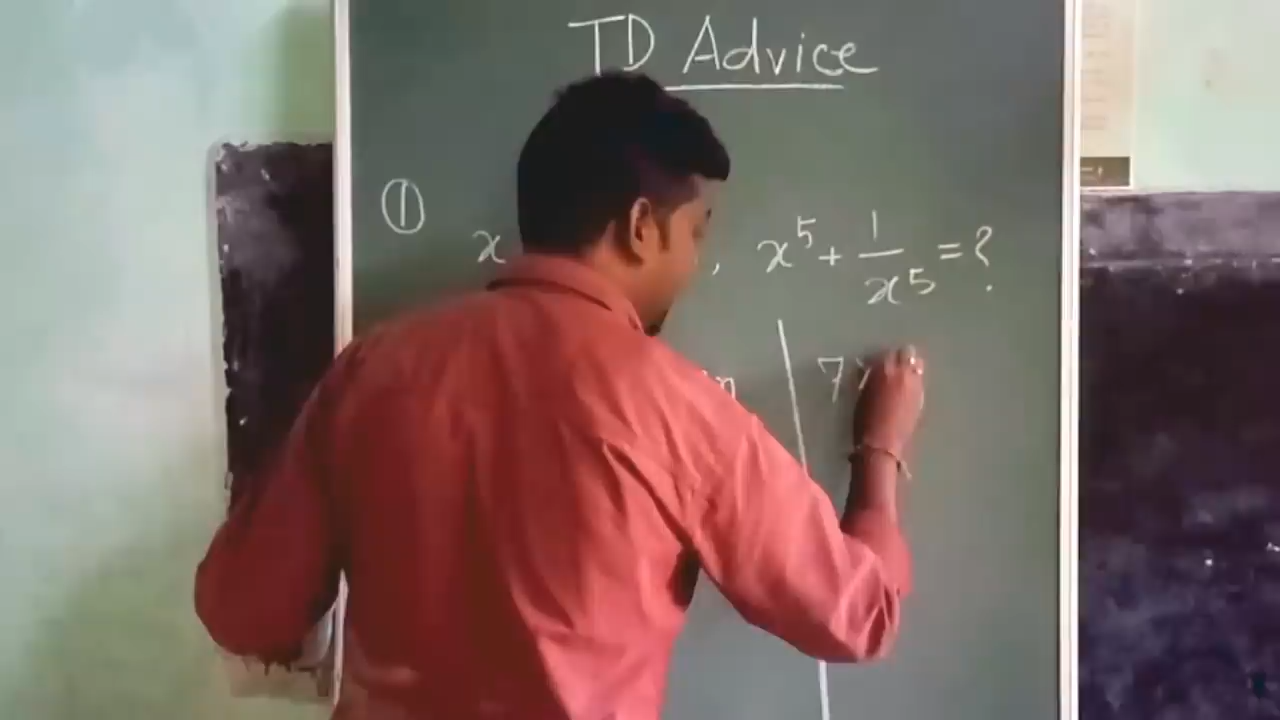 TD Advice
① x , x⁵ + 1/x⁵ = ?
7